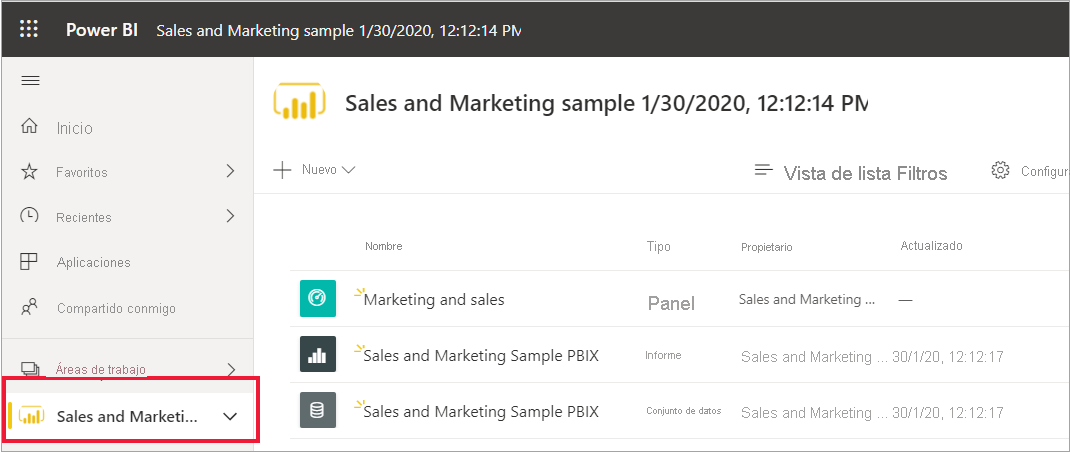 Power BI Sales and Marketing sample 1/30/2020, 12:12:14 PM
Sales and Marketing sample 1/30/2020, 12:12:14 PM
Inicio
Favoritos
Recientes
Aplicaciones
Compartido conmigo
Áreas de trabajo
Sales and Marketi...
Nuevo
Vista de lista Filtros
Configur
Nombre Tipo Propietario Actualizado
Marketing and sales Panel Sales and Marketing ... —
Sales and Marketing Sample PBIX Informe Sales and Marketing ... 30/1/20, 12:12:17
Sales and Marketing Sample PBIX Conjunto de datos Sales and Marketing ... 30/1/20, 12:12:17